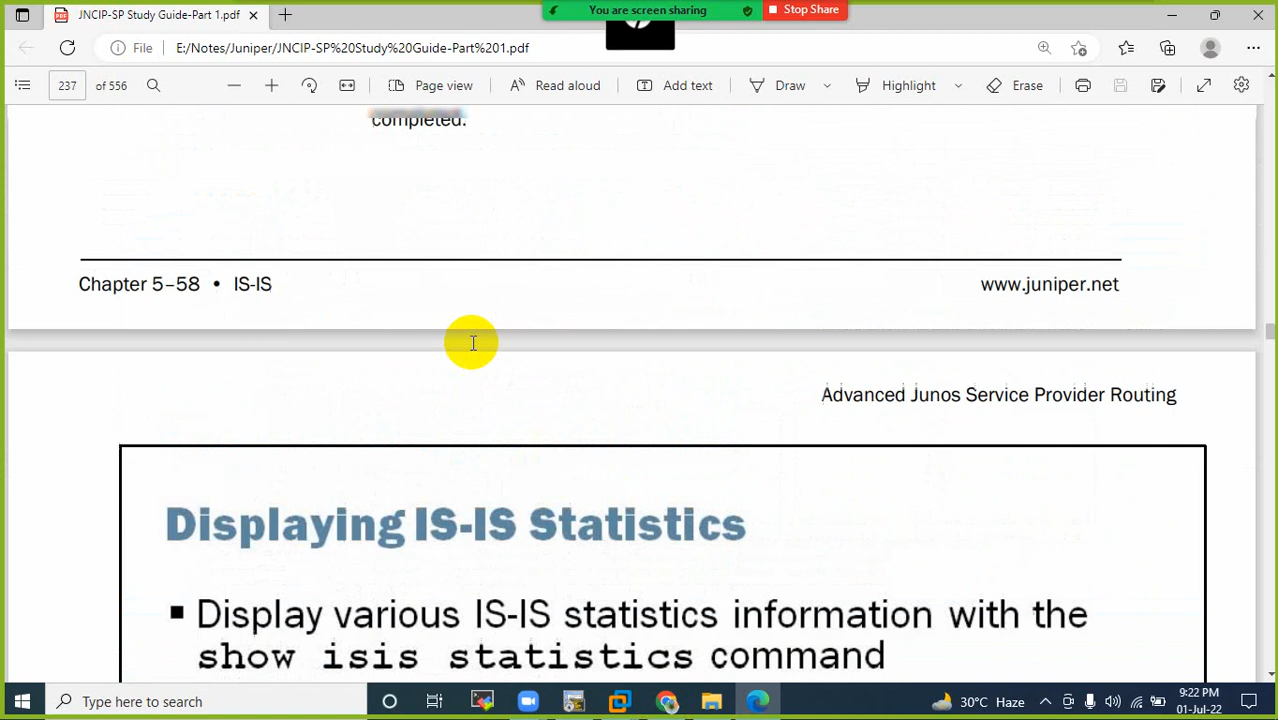 JNCIP-SP Study Guide-Part 1.pdf
You are screen sharing
Stop Share
File
E:/Notes/Juniper/JNCIP-SP%20Study%20Guide-Part%201.pdf
237 of 556
Page view
Read aloud
Add text
Draw
Highlight
Erase
completed.
Chapter 5–58 • IS-IS
www.juniper.net
Advanced Junos Service Provider Routing
Displaying IS-IS Statistics
▪ Display various IS-IS statistics information with the
show isis statistics command
Type here to search
30°C Haze
9:22 PM
01-Jul-22